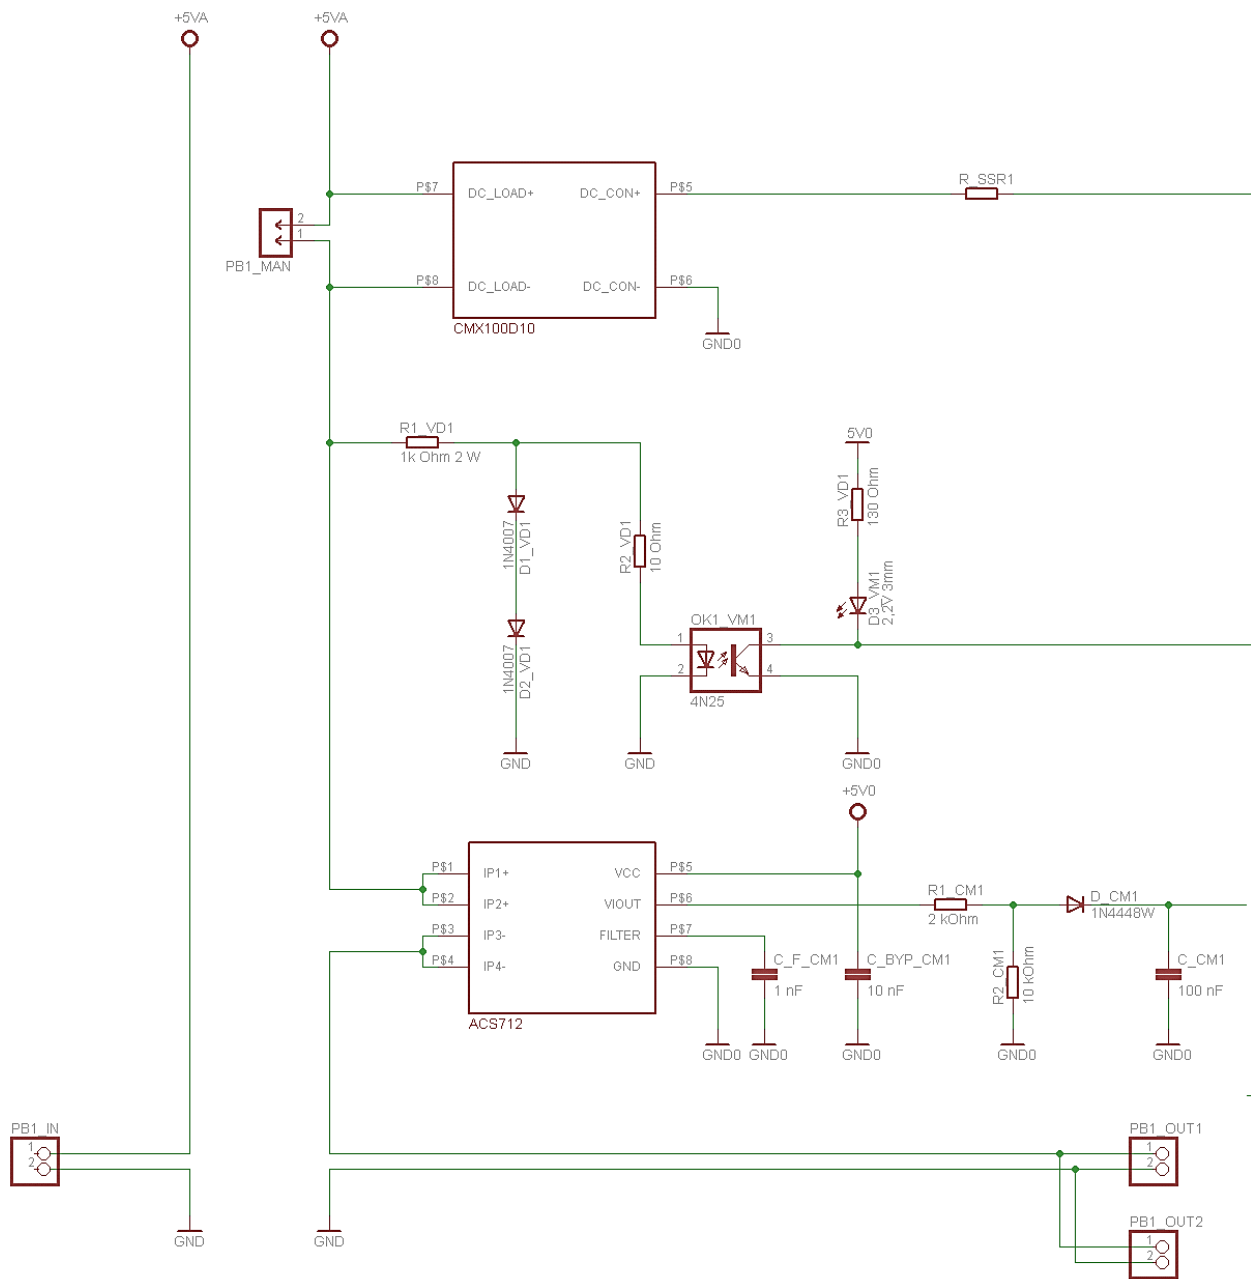 +5VA
+5VA
P$7
DC_LOAD+
DC_CON+
P$5
R_SSR1
2
1
PB1_MAN
P$8
DC_LOAD-
DC_CON-
P$6
CMX100D10
GND0
R1_VD1
1k Ohm 2 W
5V0
R3_VD1
130 Ohm
1N4007
D1_VD1
R2_VD1
10 Ohm
D3_VM1
2,2V 3mm
OK1_VM1
1
3
2
4
4N25
1N4007
D2_VD1
GND
GND
GND0
+5V0
P$1
IP1+
VCC
P$5
P$2
IP2+
VIOUT
P$6
R1_CM1
2 kOhm
D_CM1
1N4448W
P$3
IP3-
FILTER
P$7
P$4
IP4-
GND
P$8
C_F_CM1
1 nF
C_BYP_CM1
10 nF
R2_CM1
10 kOhm
C_CM1
100 nF
ACS712
GND0
GND0
GND0
GND0
GND0
PB1_IN
1
2
PB1_OUT1
1
2
GND
GND
PB1_OUT2
1
2